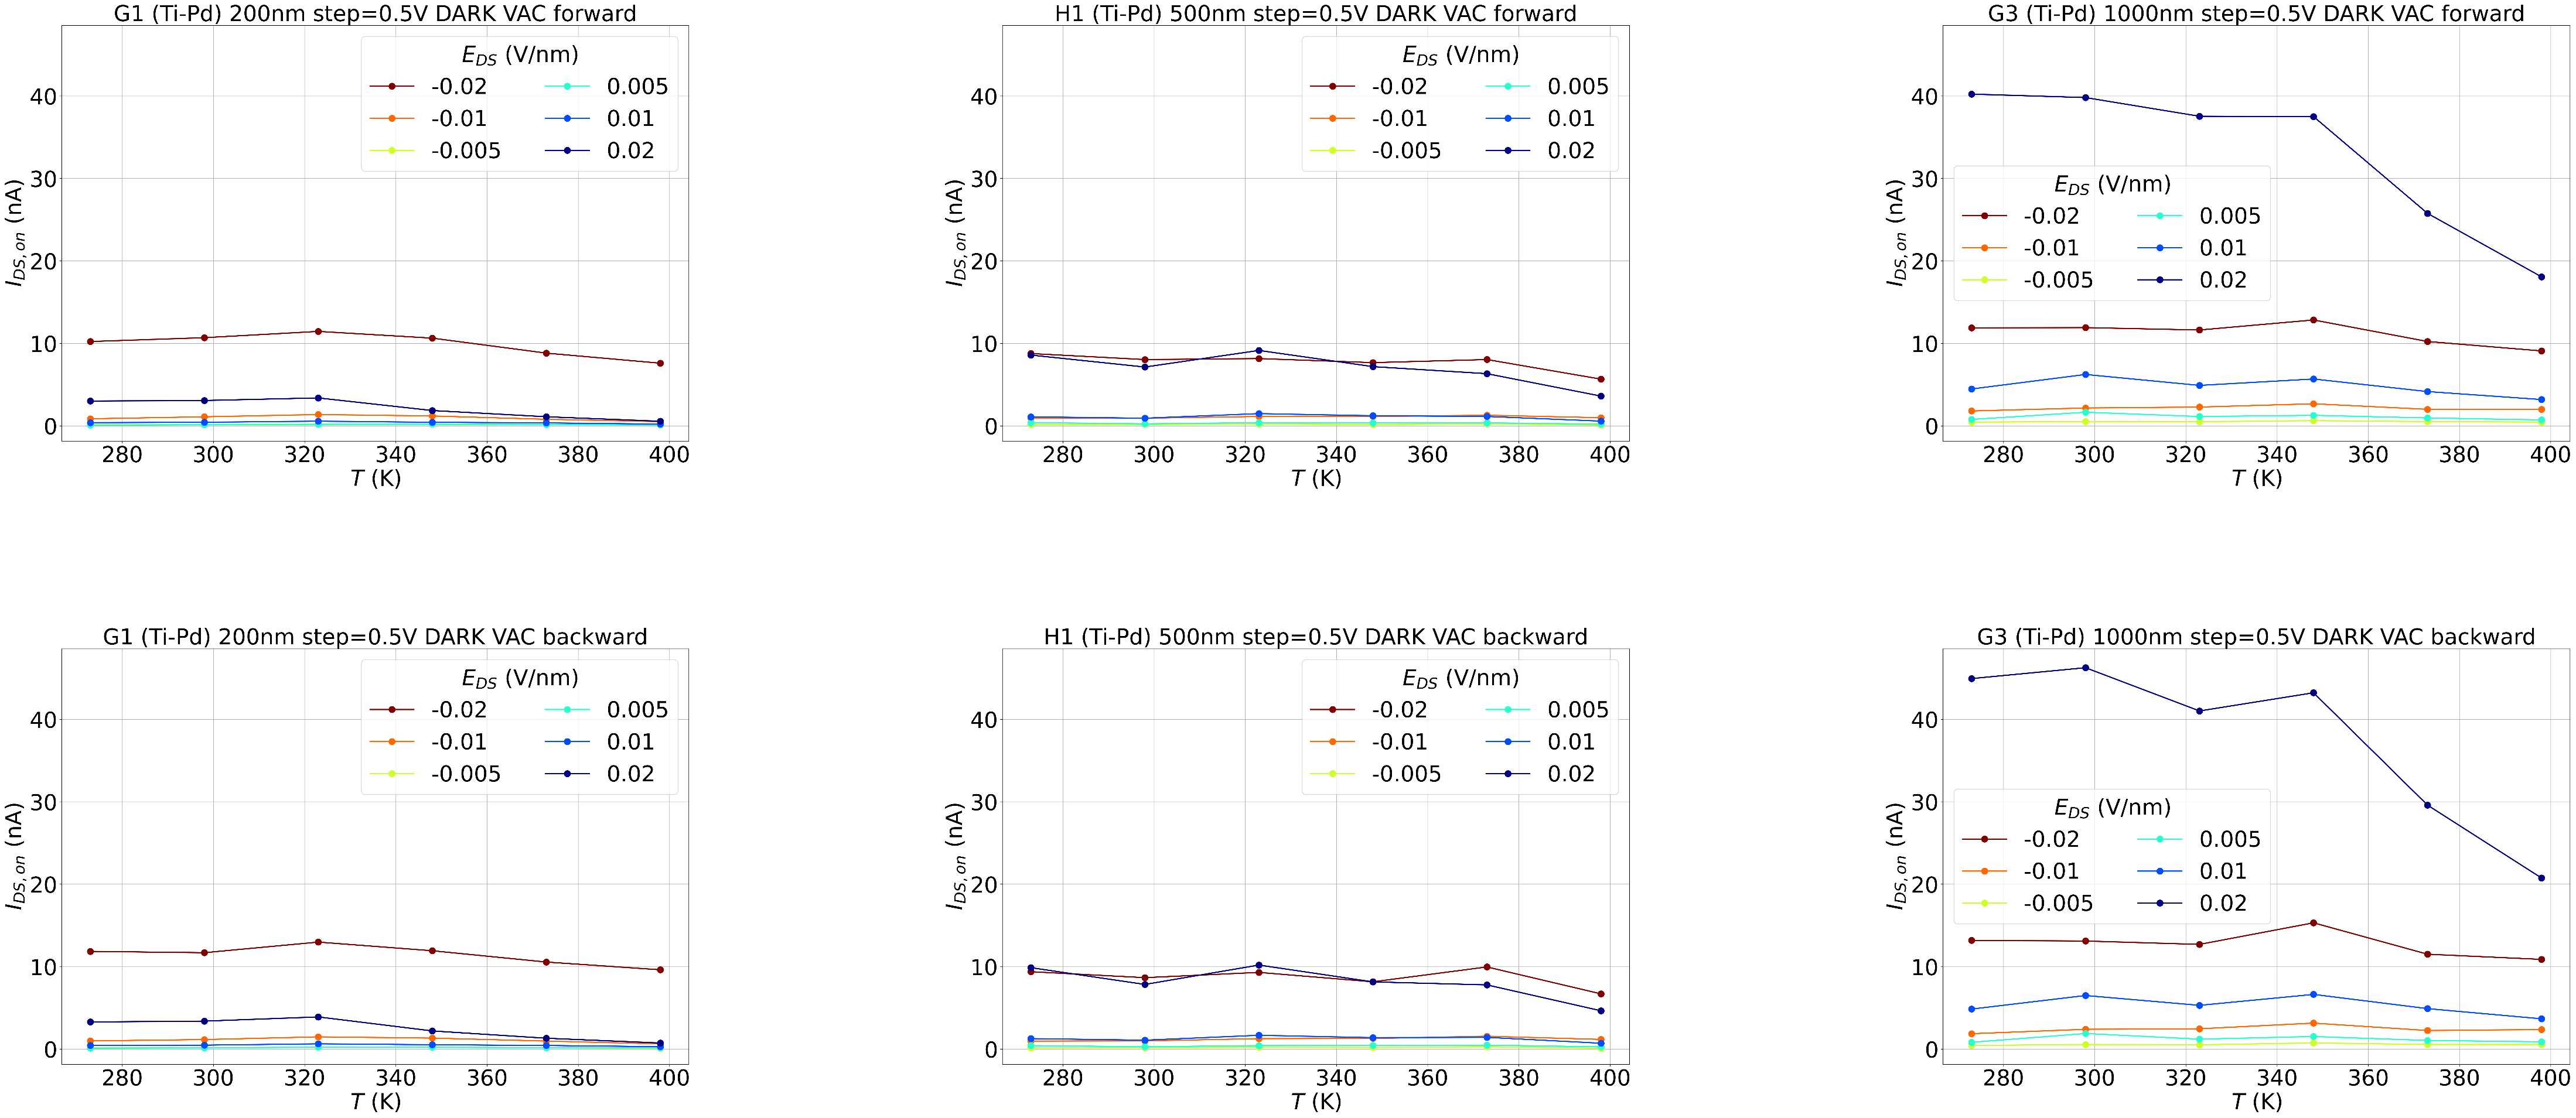 G1 (Ti-Pd) 200nm step=0.5V DARK VAC forward
E_DS (V/nm)
-0.02 0.005
-0.01 0.01
-0.005 0.02
I_DS,on (nA)
40
30
20
10
0
280 300 320 340 360 380 400
T (K)
H1 (Ti-Pd) 500nm step=0.5V DARK VAC forward
E_DS (V/nm)
-0.02 0.005
-0.01 0.01
-0.005 0.02
I_DS,on (nA)
40
30
20
10
0
280 300 320 340 360 380 400
T (K)
G3 (Ti-Pd) 1000nm step=0.5V DARK VAC forward
E_DS (V/nm)
-0.02 0.005
-0.01 0.01
-0.005 0.02
I_DS,on (nA)
40
30
20
10
0
280 300 320 340 360 380 400
T (K)
G1 (Ti-Pd) 200nm step=0.5V DARK VAC backward
E_DS (V/nm)
-0.02 0.005
-0.01 0.01
-0.005 0.02
I_DS,on (nA)
40
30
20
10
0
280 300 320 340 360 380 400
T (K)
H1 (Ti-Pd) 500nm step=0.5V DARK VAC backward
E_DS (V/nm)
-0.02 0.005
-0.01 0.01
-0.005 0.02
I_DS,on (nA)
40
30
20
10
0
280 300 320 340 360 380 400
T (K)
G3 (Ti-Pd) 1000nm step=0.5V DARK VAC backward
E_DS (V/nm)
-0.02 0.005
-0.01 0.01
-0.005 0.02
I_DS,on (nA)
40
30
20
10
0
280 300 320 340 360 380 400
T (K)